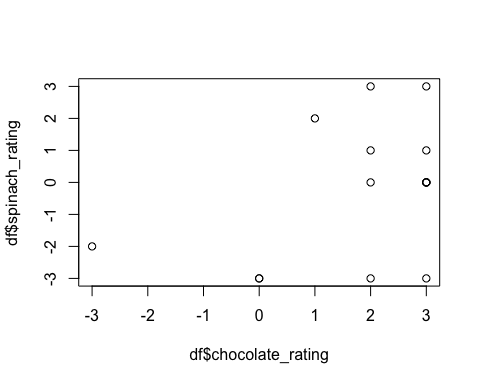 df$spinach_rating
3
2
1
0
-1
-2
-3
-3 -2 -1 0 1 2 3
df$chocolate_rating